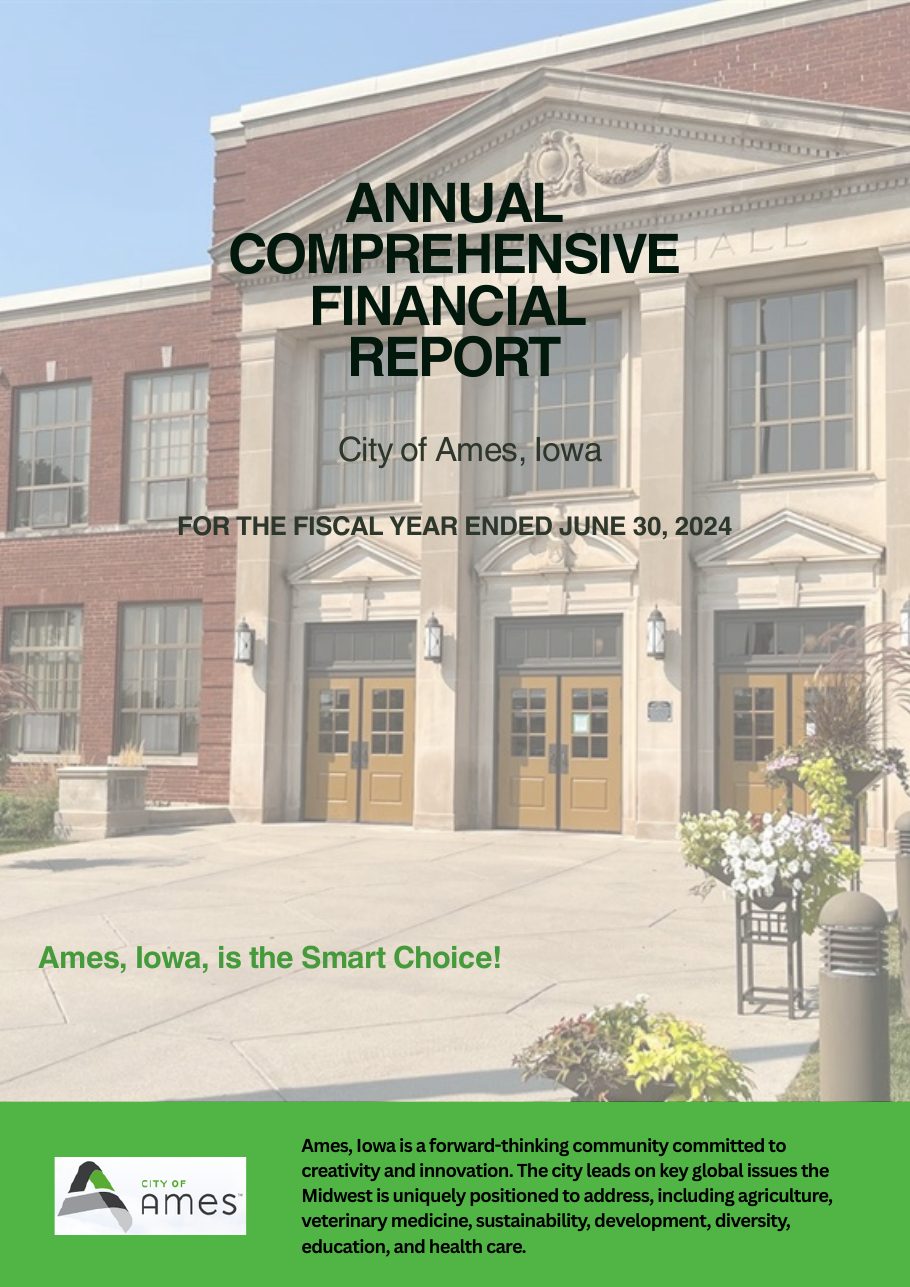 ANNUAL
COMPREHENSIVE
FINANCIAL
REPORT
HALL
City of Ames, Iowa
FOR THE FISCAL YEAR ENDED JUNE 30, 2024
Ames, Iowa, is the Smart Choice!
CITY OF
AMES™
Ames, Iowa is a forward-thinking community committed to
creativity and innovation. The city leads on key global issues the
Midwest is uniquely positioned to address, including agriculture,
veterinary medicine, sustainability, development, diversity,
education, and health care.